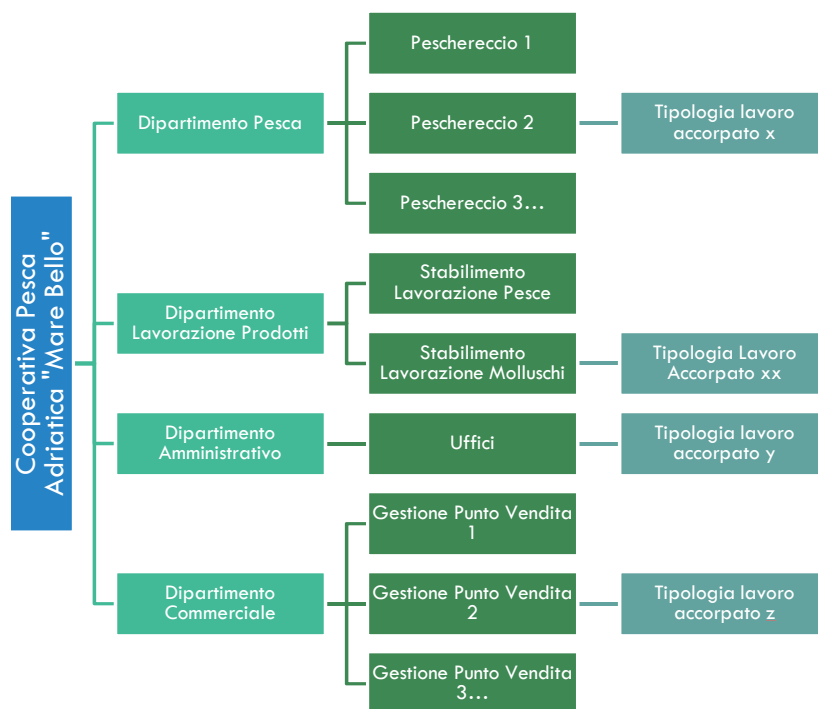 Cooperativa Pesca
Adriatica "Mare Bello"
Dipartimento Pesca
Peschereccio 1
Peschereccio 2
Tipologia lavoro
accorpato x
Peschereccio 3...
Dipartimento
Lavorazione Prodotti
Stabilimento
Lavorazione Pesce
Stabilimento
Lavorazione Molluschi
Tipologia Lavoro
Accorpato xx
Dipartimento
Amministrativo
Uffici
Tipologia lavoro
accorpato y
Dipartimento
Commerciale
Gestione Punto Vendita
1
Gestione Punto Vendita
2
Tipologia lavoro
accorpato z
Gestione Punto Vendita
3...